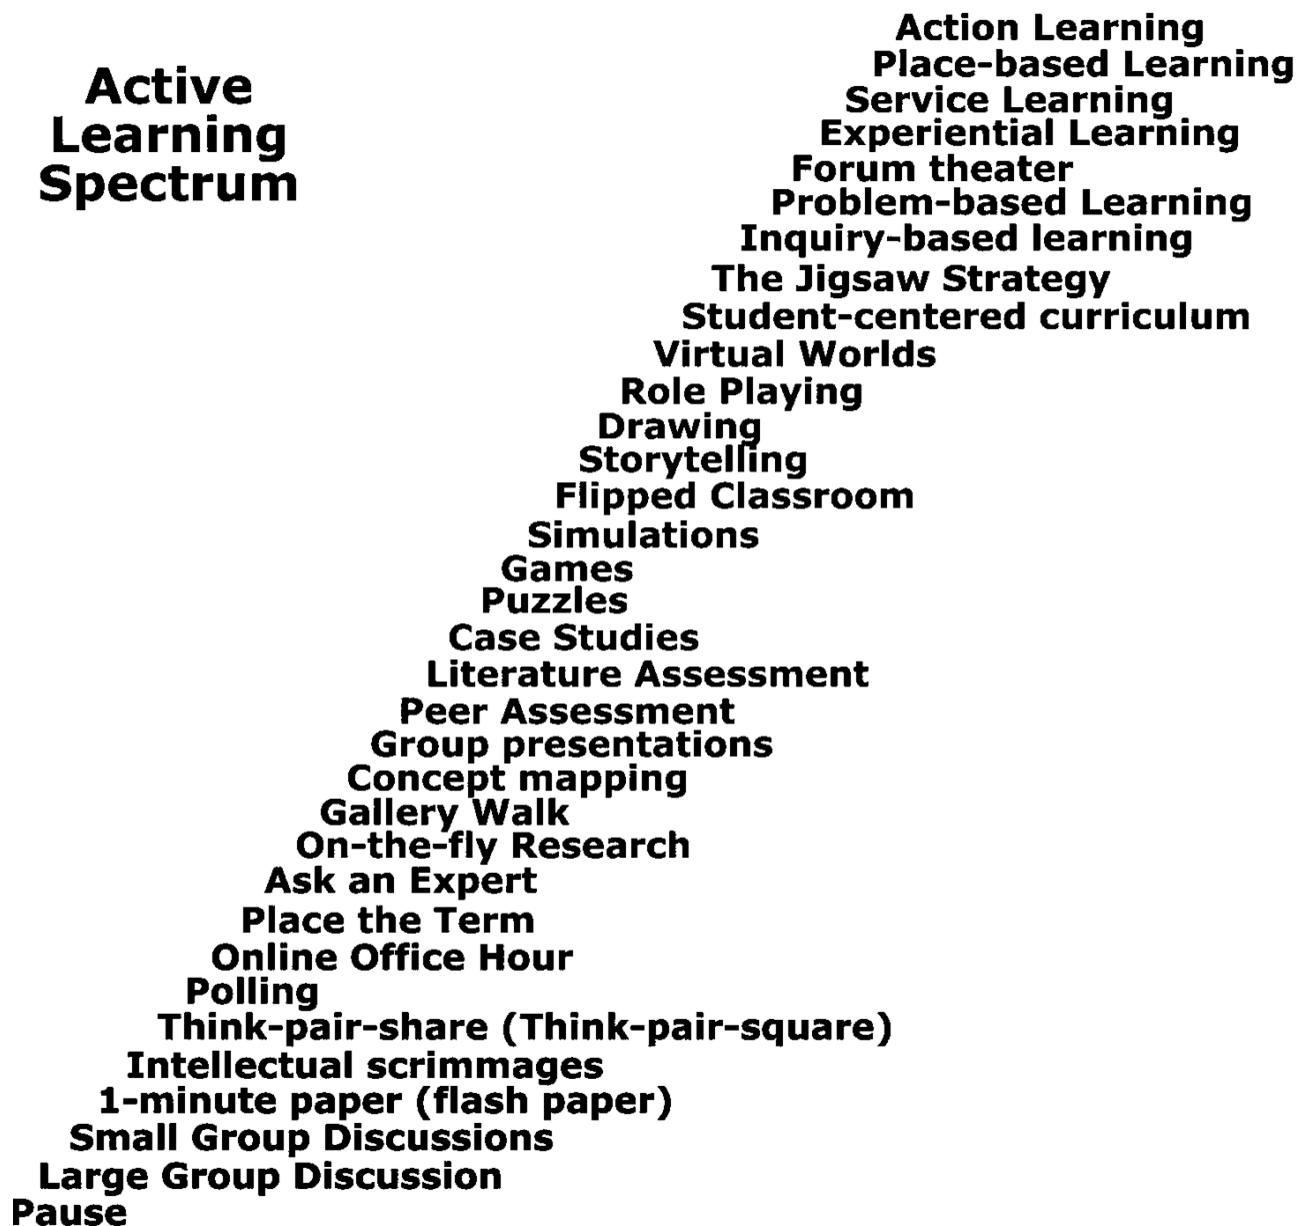 Active
Learning
Spectrum
Action Learning
Place-based Learning
Service Learning
Experiential Learning
Forum theater
Problem-based Learning
Inquiry-based learning
The Jigsaw Strategy
Student-centered curriculum
Virtual Worlds
Role Playing
Drawing
Storytelling
Flipped Classroom
Simulations
Games
Puzzles
Case Studies
Literature Assessment
Peer Assessment
Group presentations
Concept mapping
Gallery Walk
On-the-fly Research
Ask an Expert
Place the Term
Online Office Hour
Polling
Think-pair-share (Think-pair-square)
Intellectual scrimmages
1-minute paper (flash paper)
Small Group Discussions
Large Group Discussion
Pause